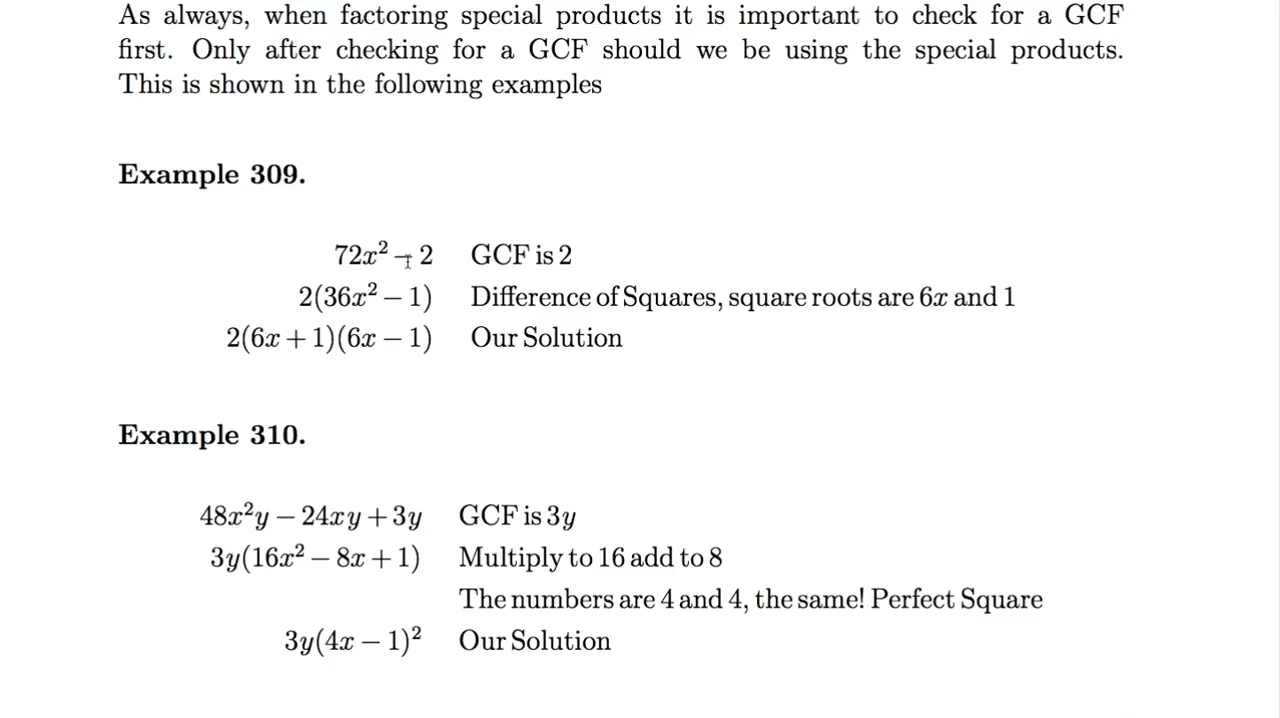 As always, when factoring special products it is important to check for a GCF
first. Only after checking for a GCF should we be using the special products.
This is shown in the following examples
Example 309.
72x² − 2 GCF is 2
2(36x² − 1) Difference of Squares, square roots are 6x and 1
2(6x + 1)(6x − 1) Our Solution
Example 310.
48x²y − 24xy + 3y GCF is 3y
3y(16x² − 8x + 1) Multiply to 16 add to 8
The numbers are 4 and 4, the same! Perfect Square
3y(4x − 1)² Our Solution